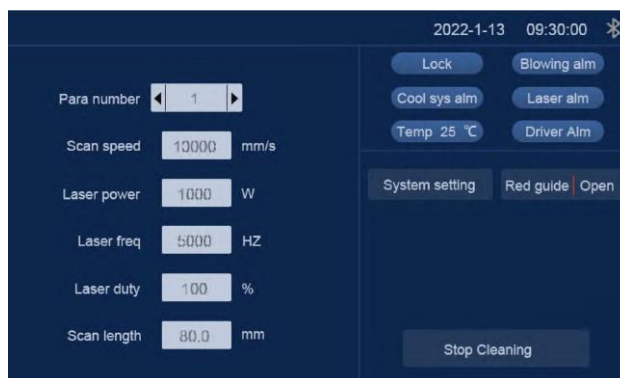 2022-1-13 09:30:00
Lock Blowing alm
Para number 1
Cool sys alm Laser alm
Temp 25 ℃ Driver Alm
Scan speed 10000 mm/s
System setting Red guide Open
Laser power 1000 W
Laser freq 5000 HZ
Laser duty 100 %
Scan length 80.0 mm
Stop Cleaning